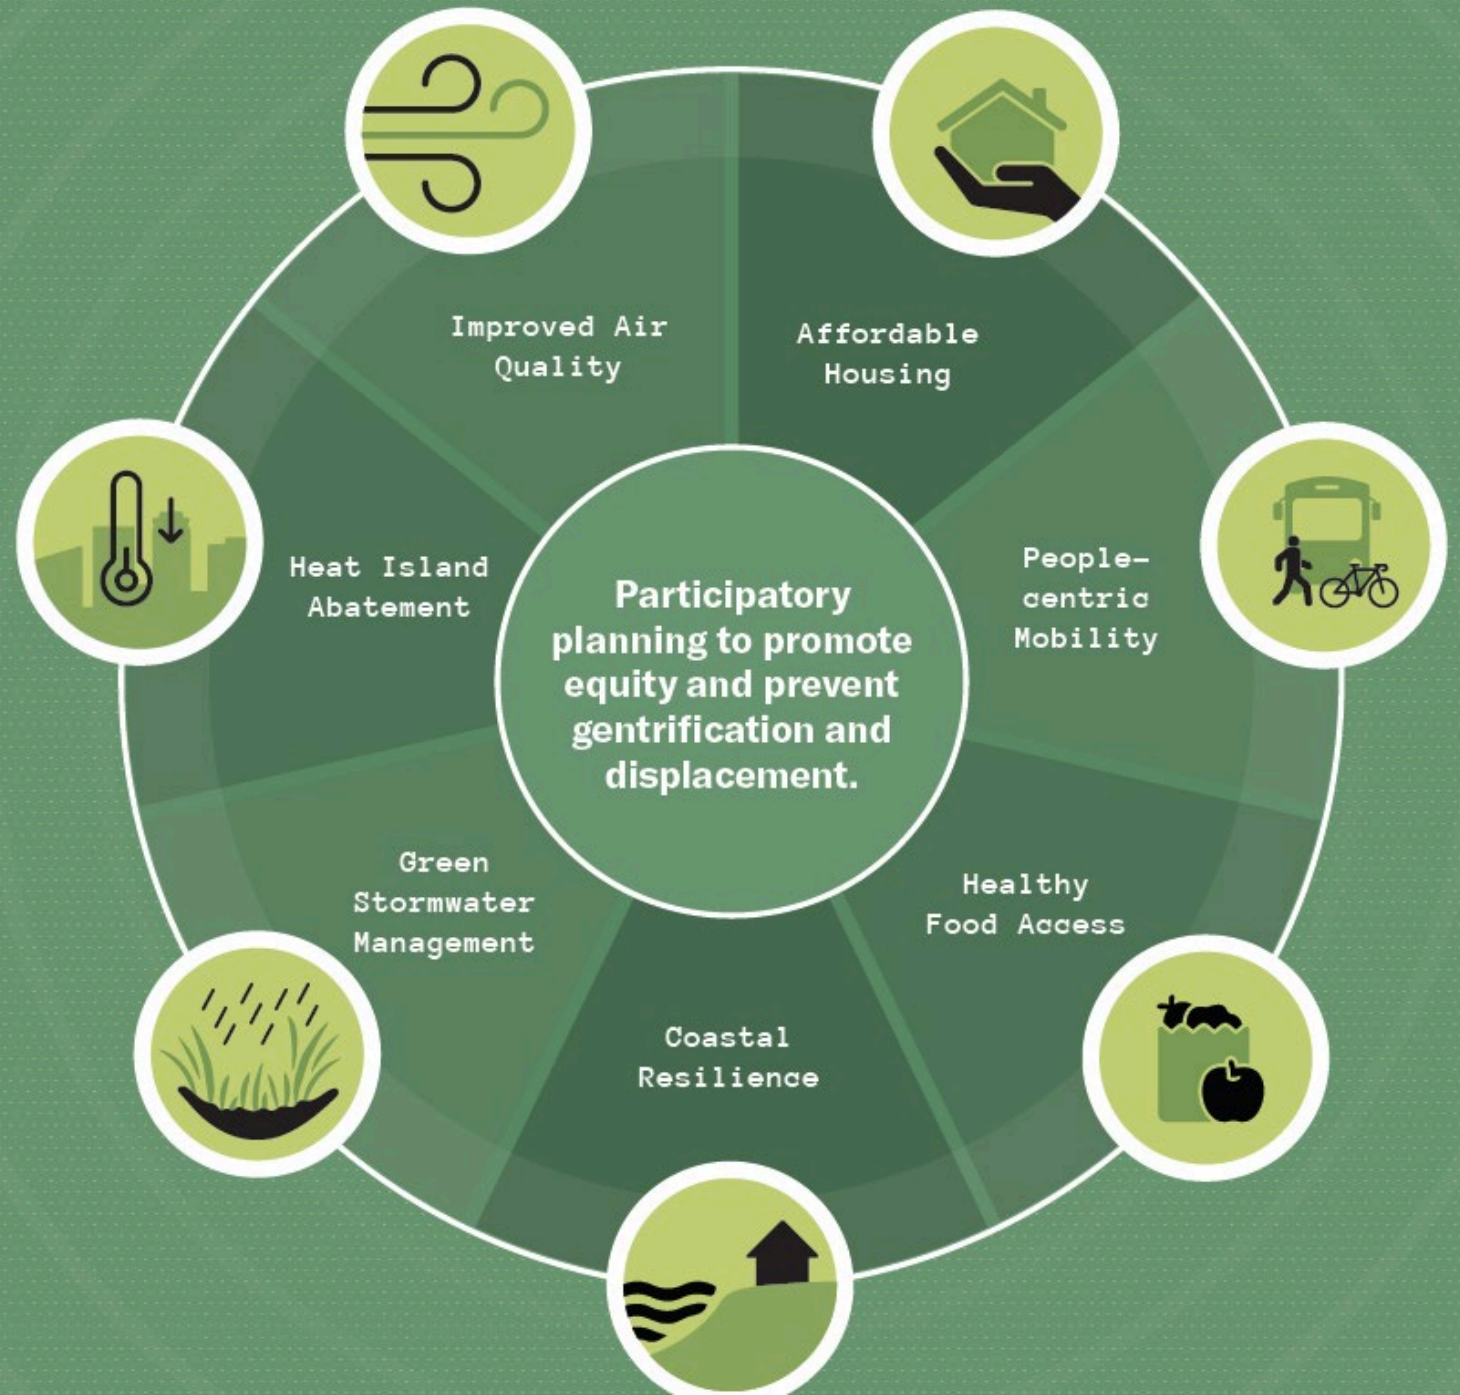 Improved Air
Quality
Affordable
Housing
People-
centric
Mobility
Healthy
Food Access
Coastal
Resilience
Green
Stormwater
Management
Heat Island
Abatement
Participatory
planning to promote
equity and prevent
gentrification and
displacement.